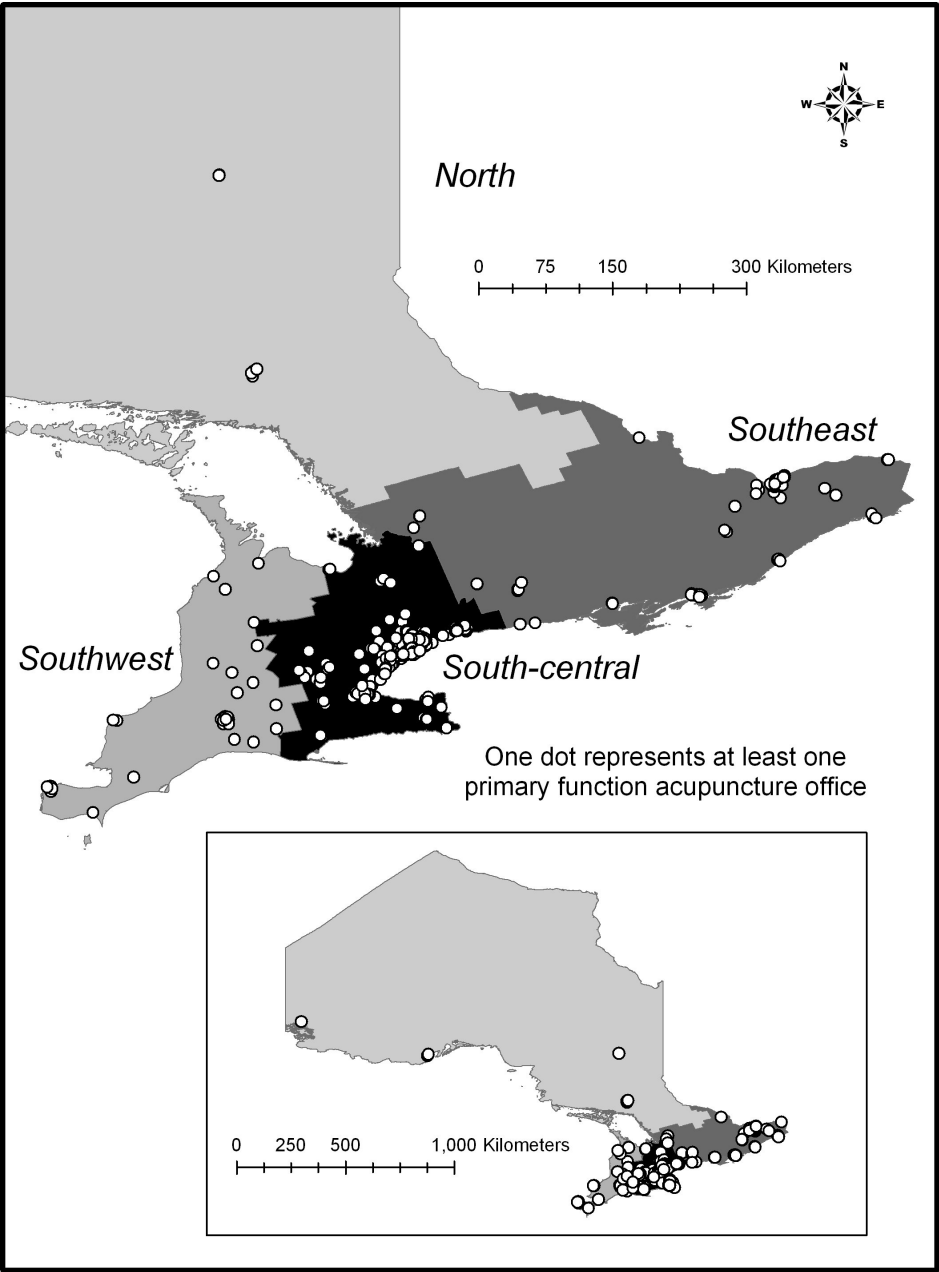 N
W E
S
North
0 75 150 300 Kilometers
Southeast
Southwest
South-central
One dot represents at least one
primary function acupuncture office
0 250 500 1,000 Kilometers